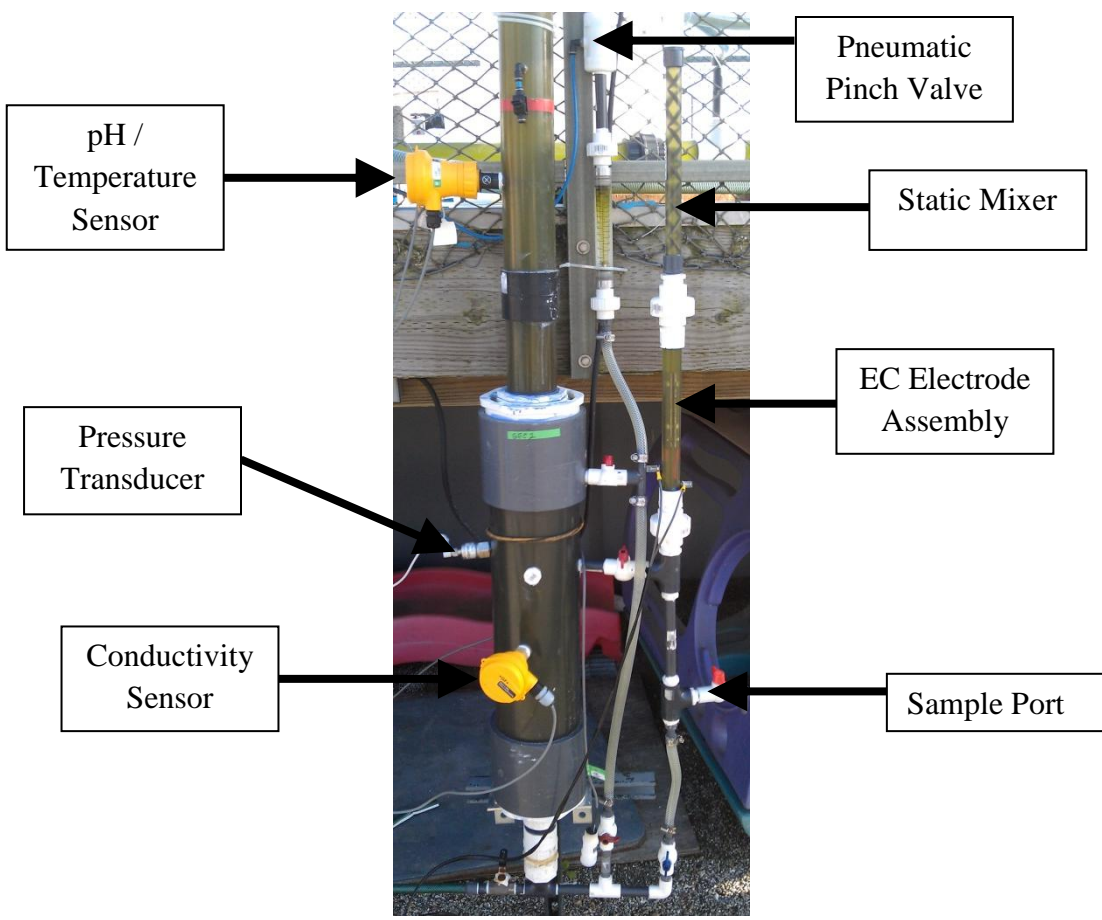 Pneumatic
Pinch Valve
pH /
Temperature
Sensor
Static Mixer
EC Electrode
Assembly
Pressure
Transducer
Conductivity
Sensor
Sample Port